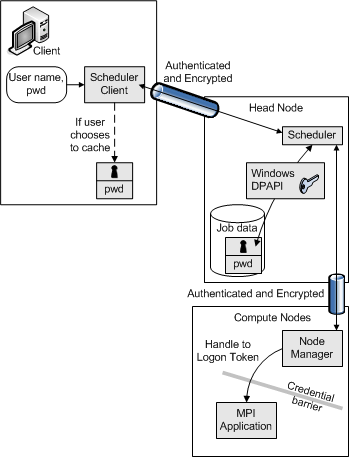 Client
User name,
pwd
Scheduler
Client
Authenticated
and Encrypted
If user
chooses
to cache
pwd
Head Node
Scheduler
Windows
DPAPI
Job data
pwd
Authenticated and Encrypted
Compute Nodes
Handle to
Logon Token
Node
Manager
Credential
barrier
MPI
Application